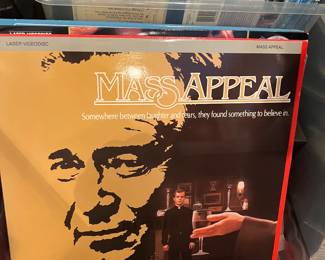 LASER VIDEODISC
MASS APPEAL
MASS APPEAL
Somewhere between laughter and tears, they found something to believe in.